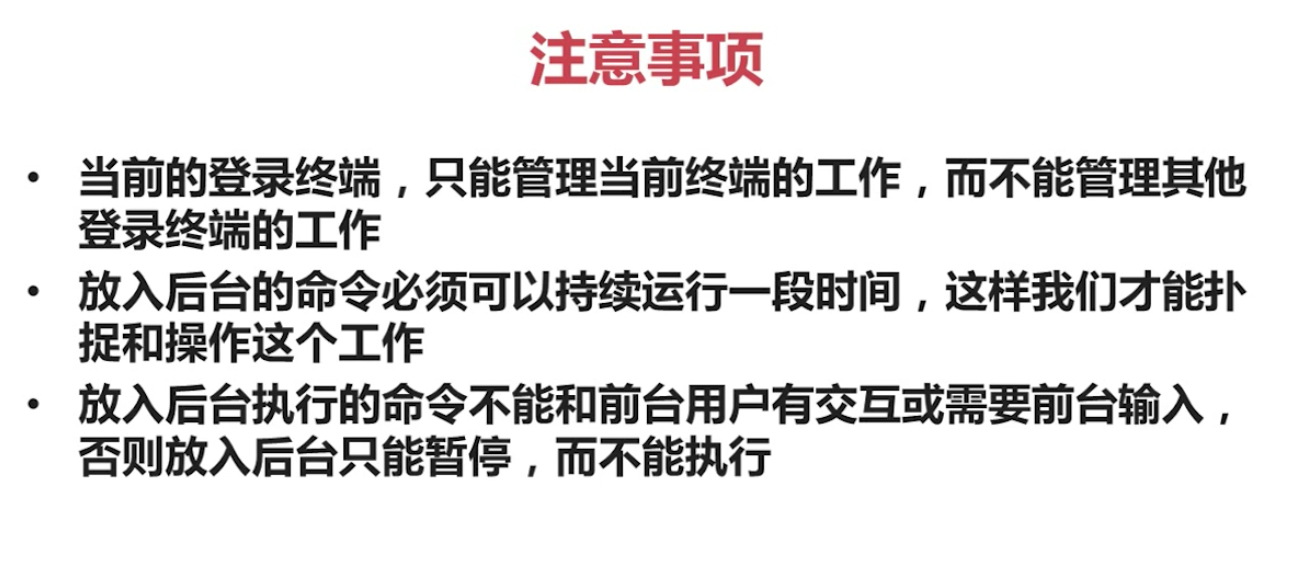 注意事项
• 当前的登录终端，只能管理当前终端的工作，而不能管理其他
登录终端的工作
• 放入后台的命令必须可以持续运行一段时间，这样我们才能扑
捉和操作这个工作
• 放入后台执行的命令不能和前台用户有交互或需要前台输入，
否则放入后台只能暂停，而不能执行